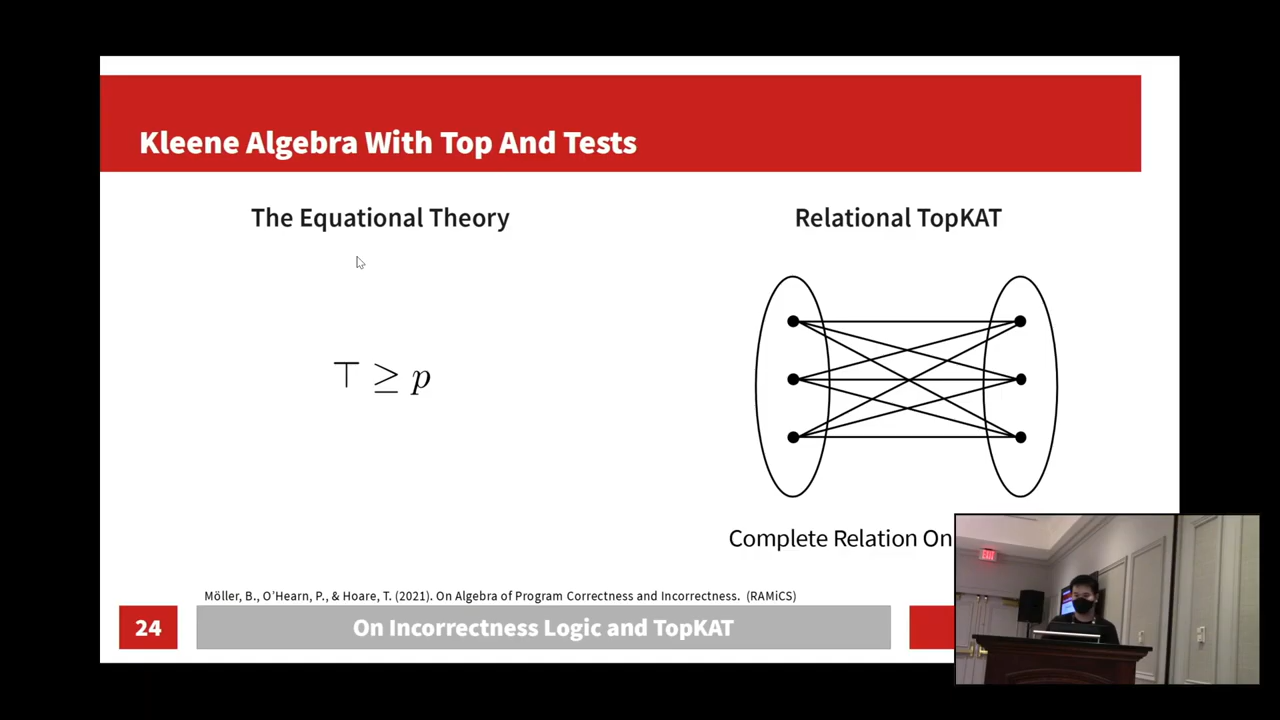 Kleene Algebra With Top And Tests
The Equational Theory
Relational TopKAT
⊤ ≥ p
Complete Relation On
Möller, B., O'Hearn, P., & Hoare, T. (2021). On Algebra of Program Correctness and Incorrectness. (RAMiCS)
24
On Incorrectness Logic and TopKAT
EXIT